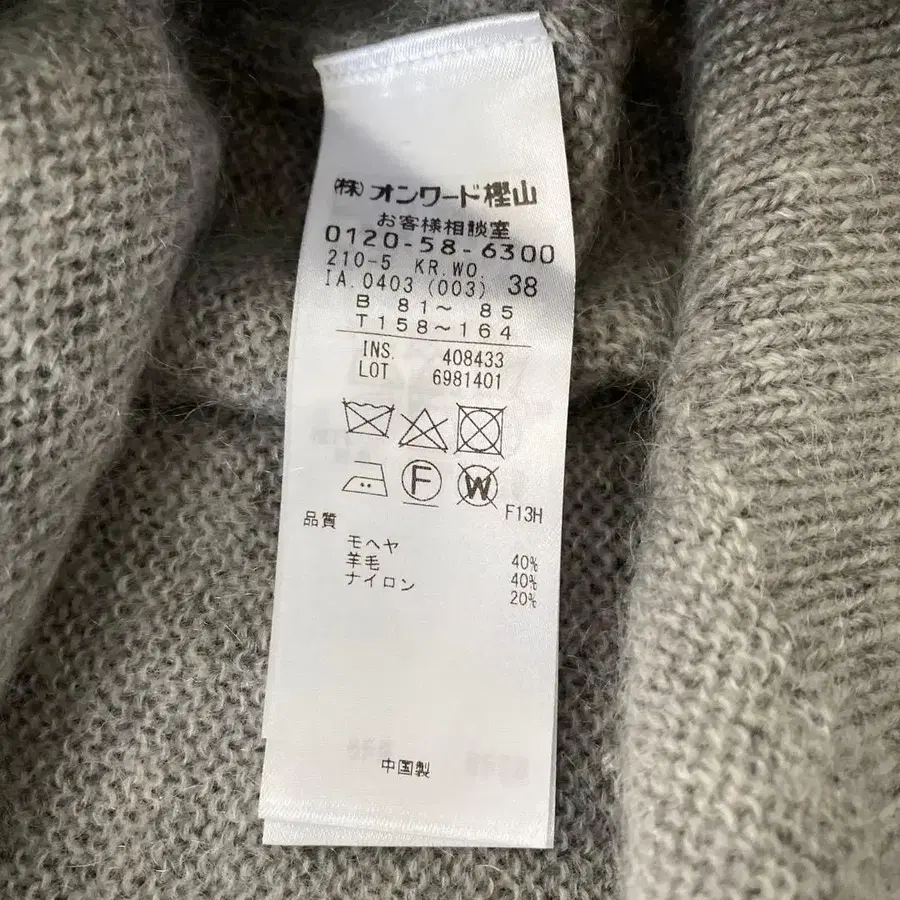 (株)オンワード樫山
お客様相談室
0120-58-6300
210-5 KR.WO.
IA.0403 (003) 38
B 81～ 85
T158～164
INS. 408433
LOT 6981401
F
W
F13H
品質
モヘヤ 40%
羊毛 40%
ナイロン 20%
中国製